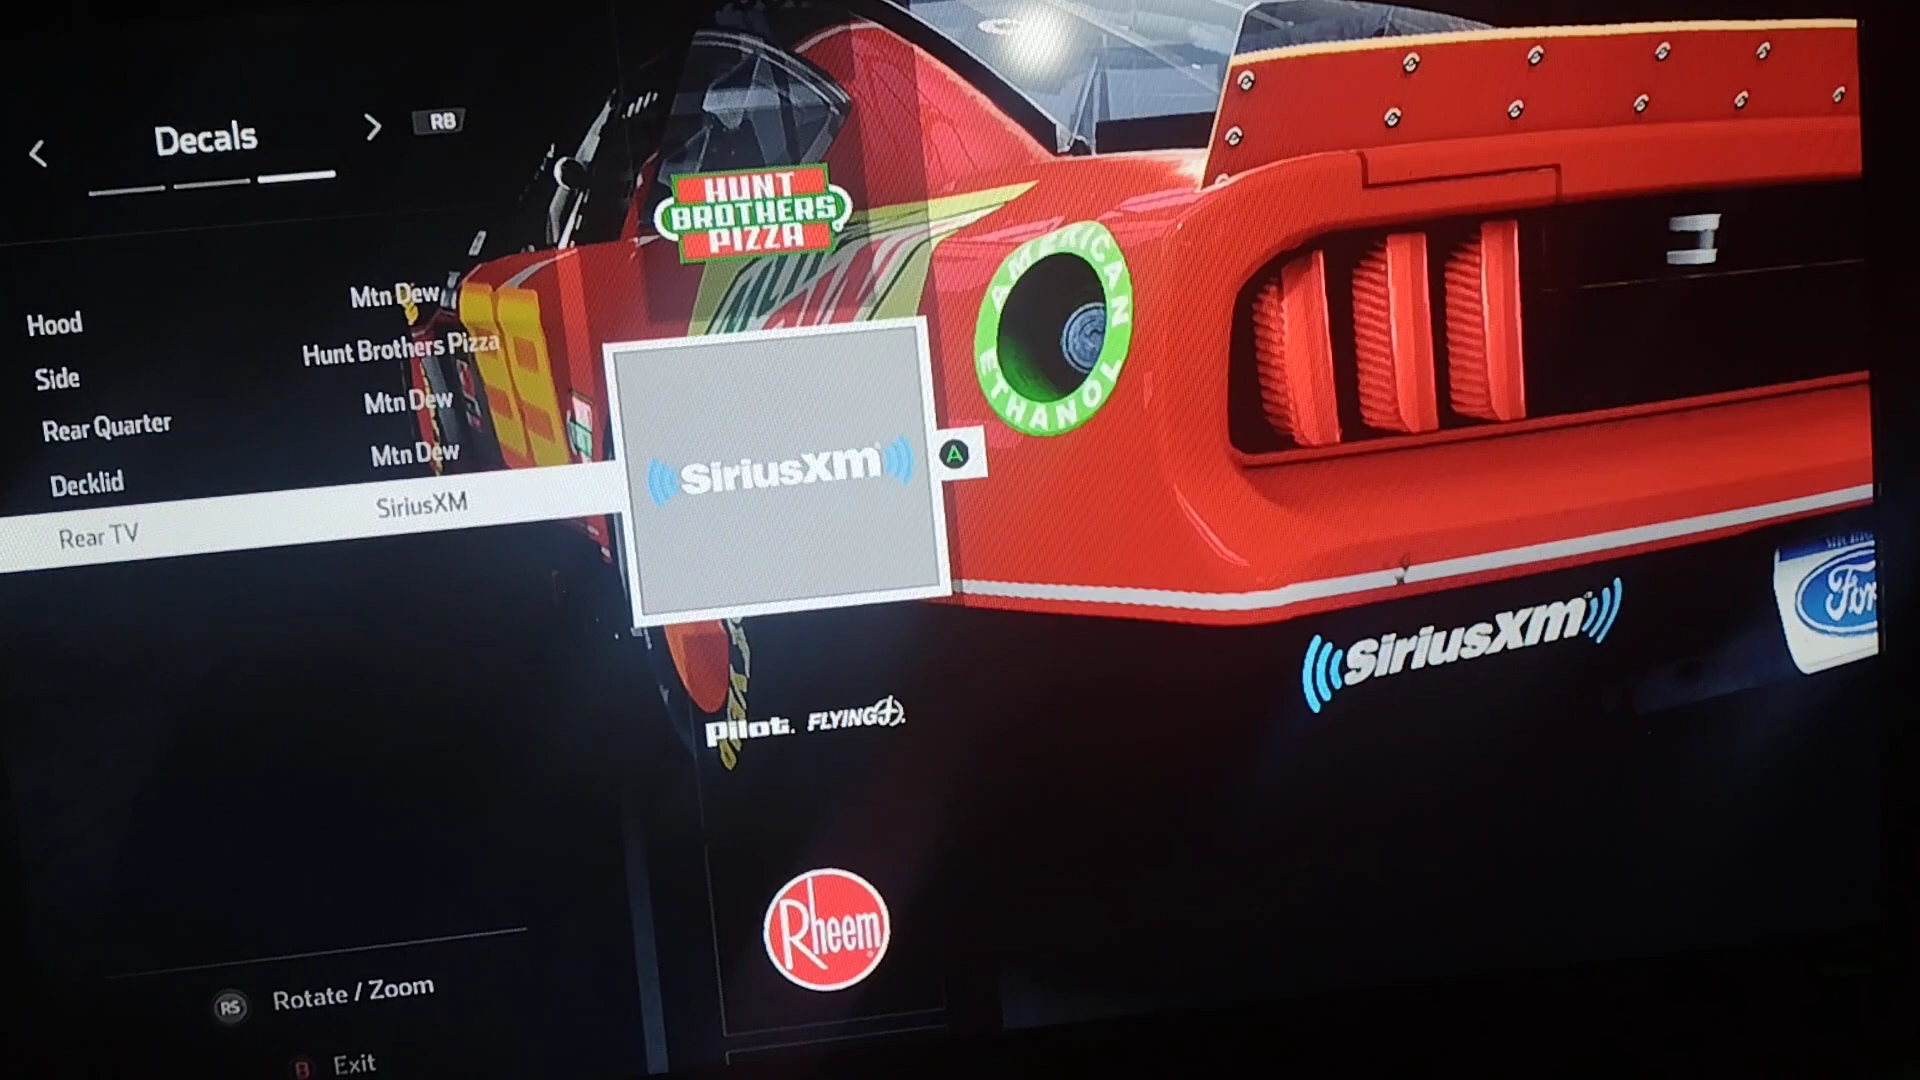 Decals
RB
Hood
Mtn Dew
Side
Hunt Brothers Pizza
Rear Quarter
Mtn Dew
Decklid
Mtn Dew
Rear TV
SiriusXM
HUNT
BROTHERS
PIZZA
AMERICAN
ETHANOL
99
SiriusXM
A
SiriusXM
Ford
Pilot. FLYING J.
Rheem
RS Rotate / Zoom
B Exit